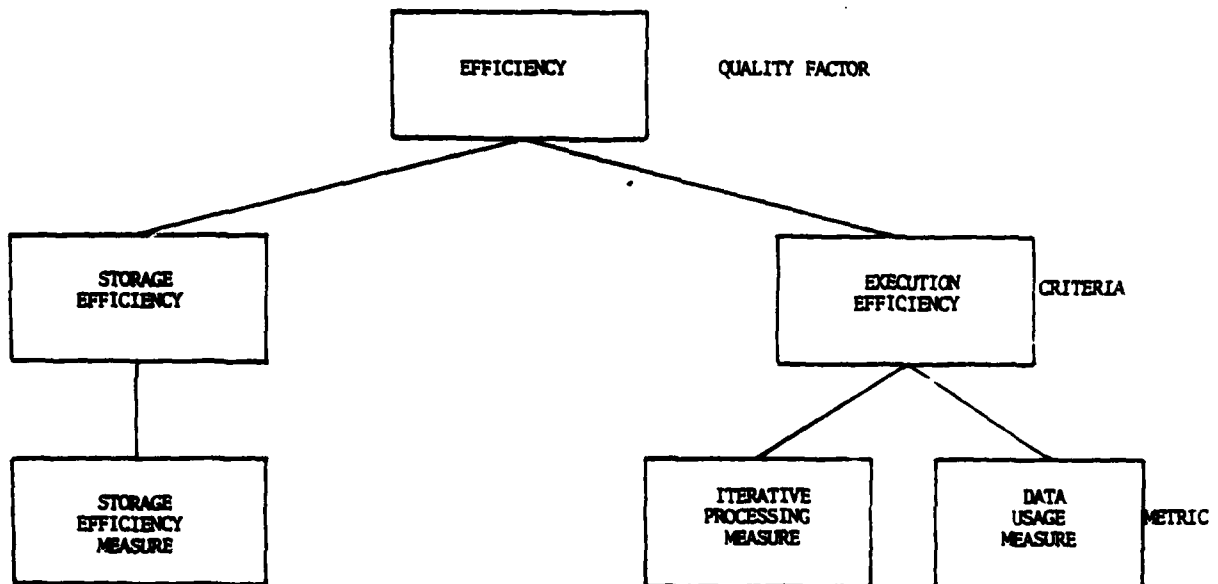 EFFICIENCY
QUALITY FACTOR
STORAGE
EFFICIENCY
EXECUTION
EFFICIENCY
CRITERIA
STORAGE
EFFICIENCY
MEASURE
ITERATIVE
PROCESSING
MEASURE
DATA
USAGE
MEASURE
METRIC